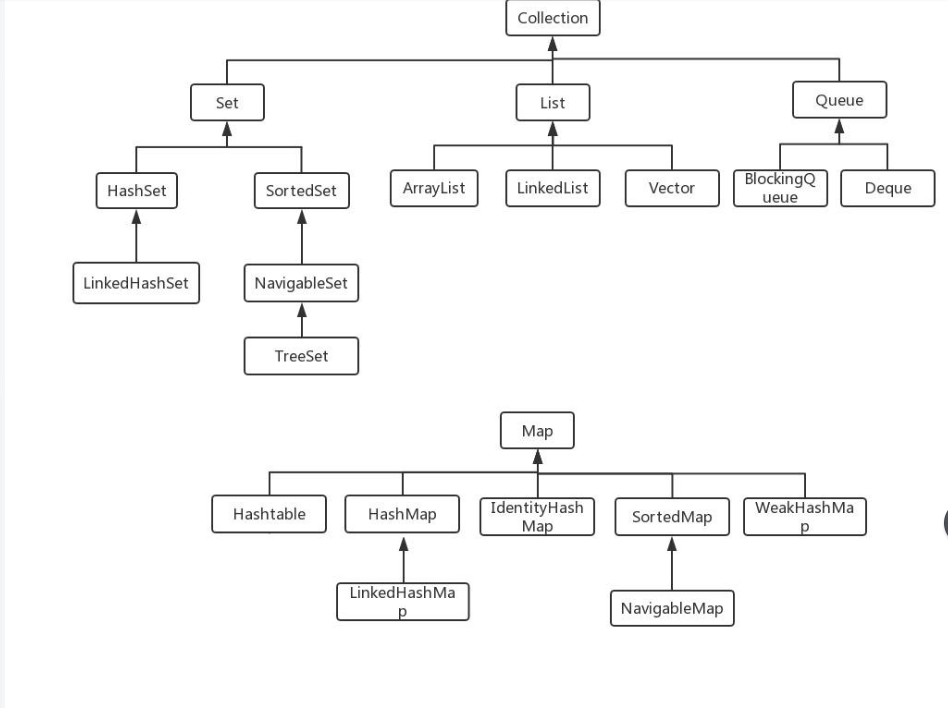 Collection
Set
List
Queue
HashSet
SortedSet
ArrayList
LinkedList
Vector
BlockingQ
ueue
Deque
LinkedHashSet
NavigableSet
TreeSet
Map
Hashtable
HashMap
IdentityHash
Map
SortedMap
WeakHashMa
p
LinkedHashMa
p
NavigableMap